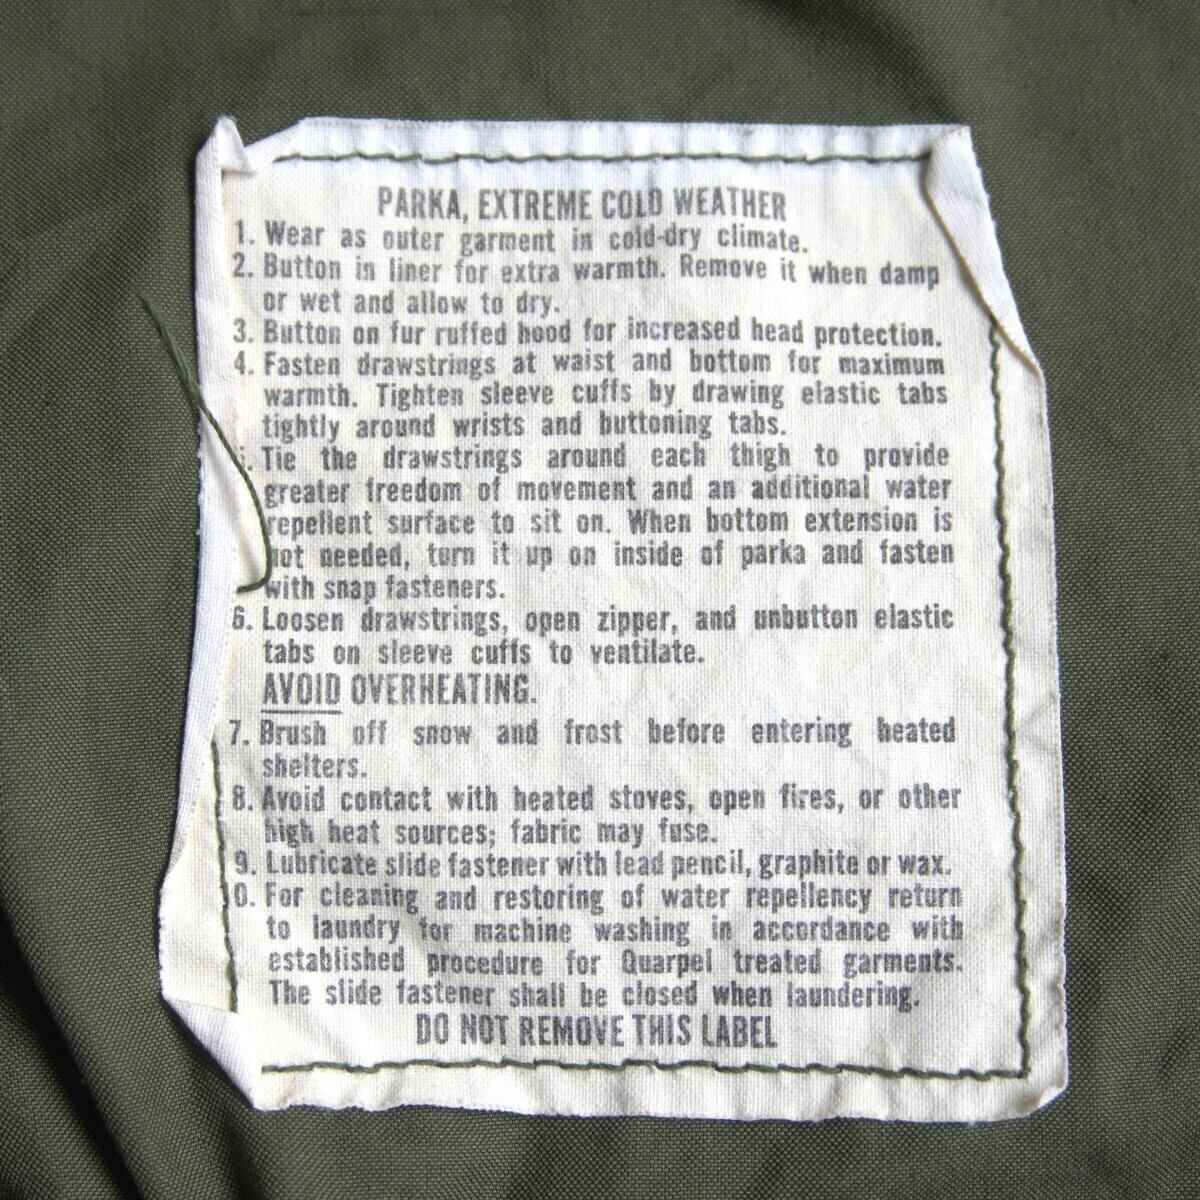 PARKA, EXTREME COLD WEATHER
1. Wear as outer garment in cold-dry climate.
2. Button in liner for extra warmth. Remove it when damp
or wet and allow to dry.
3. Button on fur ruffed hood for increased head protection.
4. Fasten drawstrings at waist and bottom for maximum
warmth. Tighten sleeve cuffs by drawing elastic tabs
tightly around wrists and buttoning tabs.
. Tie the drawstrings around each thigh to provide
greater freedom of movement and an additional water
repellent surface to sit on. When bottom extension is
not needed, turn it up on inside of parka and fasten
with snap fasteners.
6. Loosen drawstrings, open zipper, and unbutton elastic
tabs on sleeve cuffs to ventilate.
AVOID OVERHEATING.
7. Brush off snow and frost before entering heated
shelters.
8. Avoid contact with heated stoves, open fires, or other
high heat sources; fabric may fuse.
9. Lubricate slide fastener with lead pencil, graphite or wax.
0. For cleaning and restoring of water repellency return
to laundry for machine washing in accordance with
established procedure for Quarpel treated garments.
The slide fastener shall be closed when laundering.
DO NOT REMOVE THIS LABEL